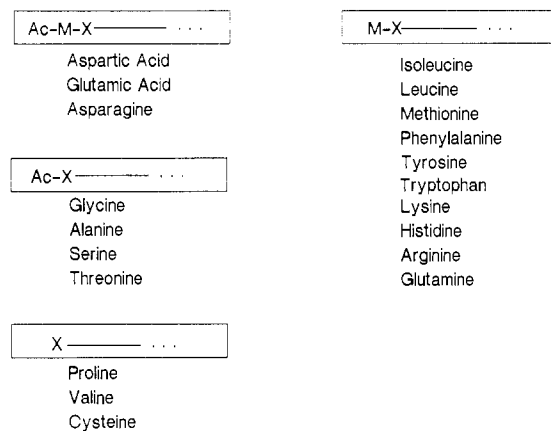 Ac-M-X ...
Aspartic Acid
Glutamic Acid
Asparagine
Ac-X ...
Glycine
Alanine
Serine
Threonine
X ...
Proline
Valine
Cysteine
M-X ...
Isoleucine
Leucine
Methionine
Phenylalanine
Tyrosine
Tryptophan
Lysine
Histidine
Arginine
Glutamine